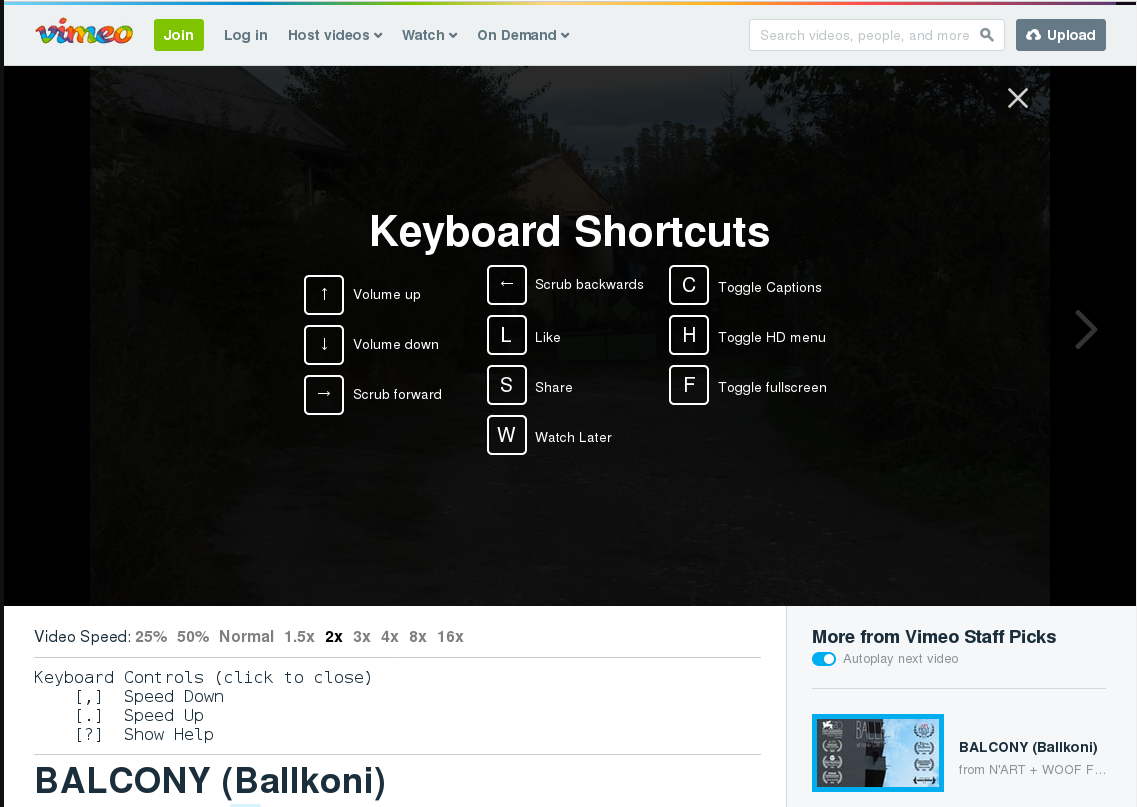 vimeo Join Log in Host videos Watch On Demand Search videos, people, and more Upload
Keyboard Shortcuts
↑ Volume up
↓ Volume down
→ Scrub forward
← Scrub backwards
L Like
S Share
W Watch Later
C Toggle Captions
H Toggle HD menu
F Toggle fullscreen
Video Speed: 25% 50% Normal 1.5x 2x 3x 4x 8x 16x
Keyboard Controls (click to close)
[,] Speed Down
[.] Speed Up
[?] Show Help
BALCONY (Ballkoni)
More from Vimeo Staff Picks
Autoplay next video
BALCONY (Ballkoni)
from N'ART + WOOF F…